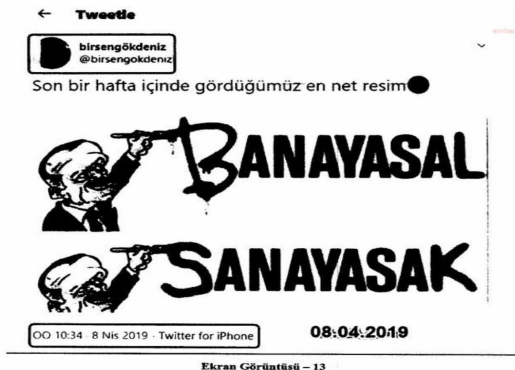 Tweetle
birsengökdeniz
@birsengokdeniz
Son bir hafta içinde gördüğümüz en net resim
BANAYASAL
SANAYASAK
OO 10:34 8 Nis 2019 · Twitter for iPhone
08.04.2019
Ekran Görüntüsü – 13